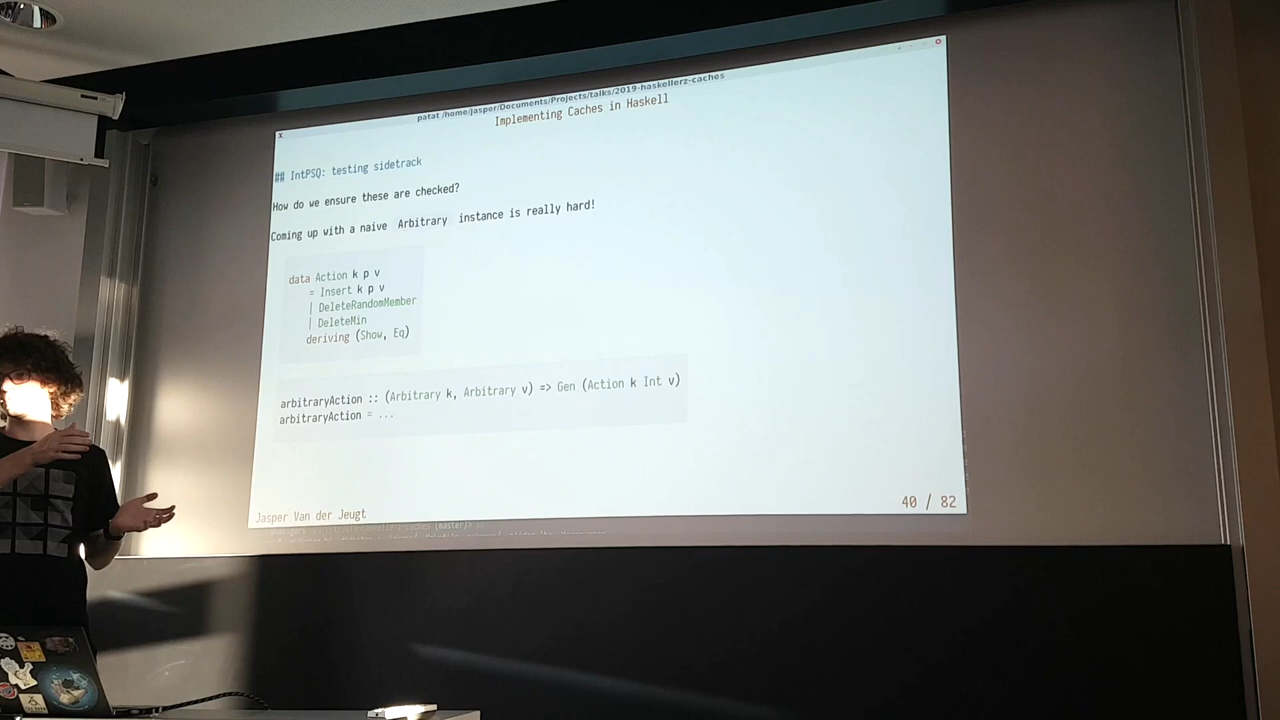 patat /home/jasper/Documents/Projects/talks/2019-haskellerz-caches
Implementing Caches in Haskell
## IntPSQ: testing sidetrack
How do we ensure these are checked?
Coming up with a naive Arbitrary instance is really hard!
data Action k p v
= Insert k p v
| DeleteRandomMember
| DeleteMin
deriving (Show, Eq)
arbitraryAction :: (Arbitrary k, Arbitrary v) => Gen (Action k Int v)
arbitraryAction = ...
Jasper Van der Jeugt
40 / 82